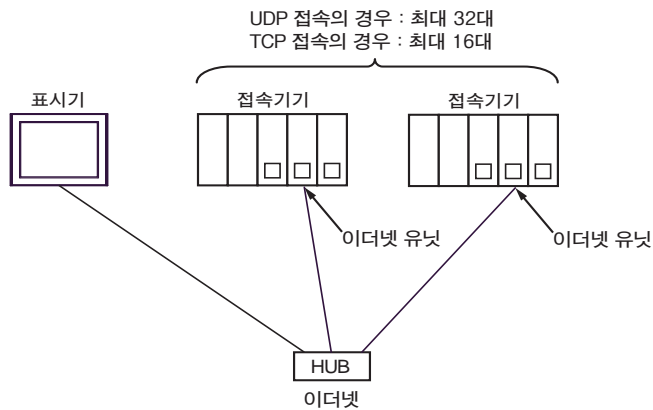 UDP 접속의 경우 : 최대 32대
TCP 접속의 경우 : 최대 16대
표시기
접속기기
접속기기
이더넷 유닛
이더넷 유닛
HUB
이더넷